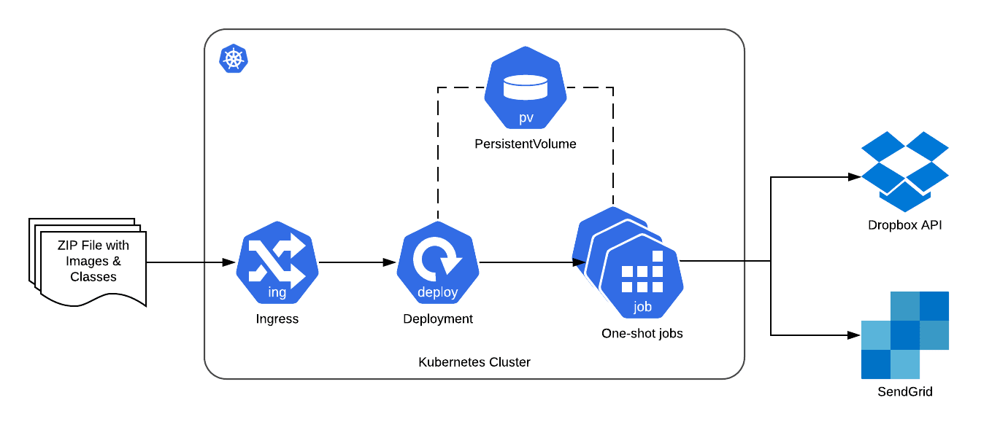 pv
PersistentVolume
ZIP File with
Images &
Classes
ing
Ingress
deploy
Deployment
job
One-shot jobs
Kubernetes Cluster
Dropbox API
SendGrid